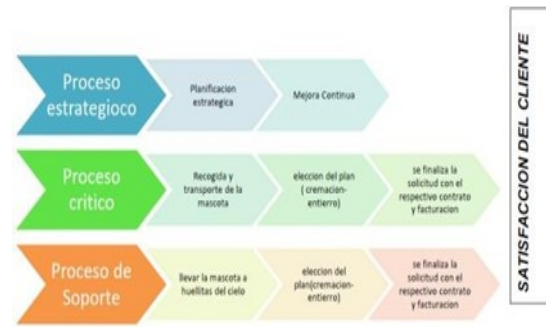 Proceso
estrategioco
Planificacion
estrategica
Mejora Continua
Proceso
critico
Recogida y
transporte de la
mascota
eleccion del plan
( cremacion-
entierro)
se finaliza la
solicitud con el
respectivo contrato
y facturacion
Proceso de
Soporte
llevar la mascota a
huellitas del cielo
eleccion del
plan(cremacion-
entierro)
se finaliza la
solicitud con el
respectivo contrato
y facturacion
SATISFACCION DEL CLIENTE